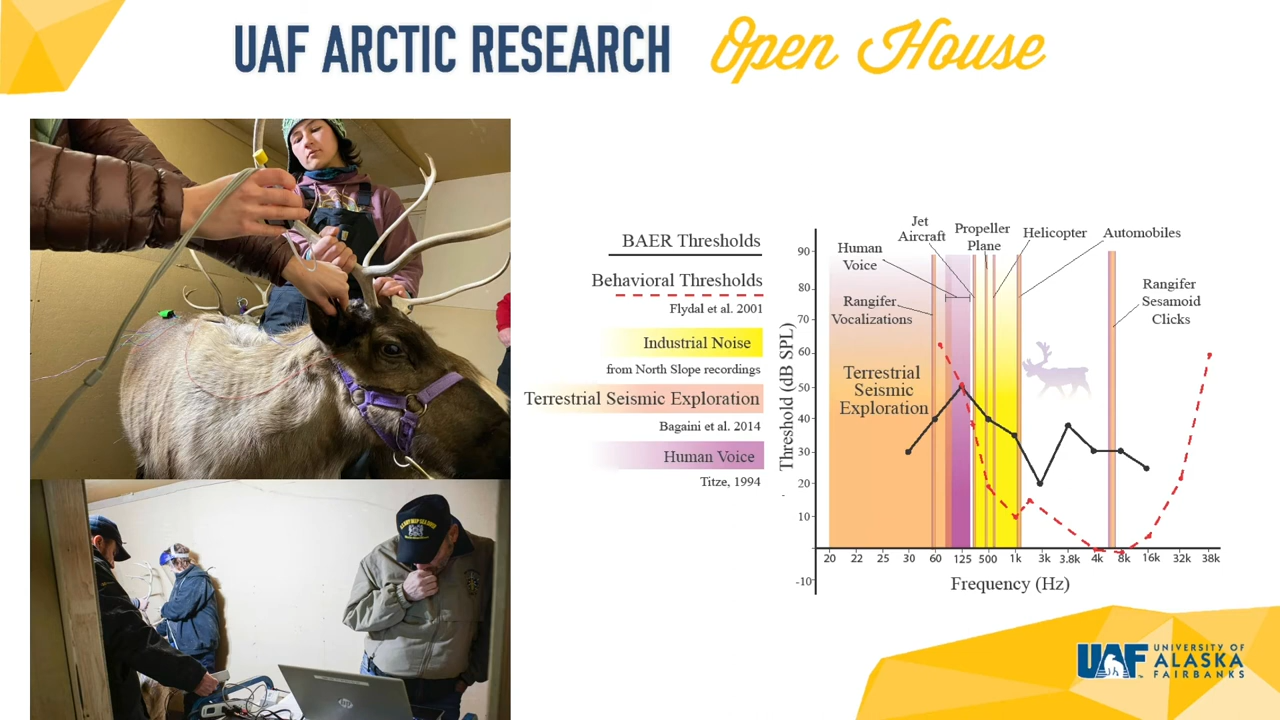 UAF ARCTIC RESEARCH Open House
BAER Thresholds
Behavioral Thresholds
Flydal et al. 2001
Industrial Noise
from North Slope recordings
Terrestrial Seismic Exploration
Bagaini et al. 2014
Human Voice
Titze, 1994
Threshold (dB SPL)
90
80
70
60
50
40
30
20
10
-10
Human
Voice
Jet
Aircraft
Propeller
Plane
Helicopter
Automobiles
Rangifer
Vocalizations
Rangifer
Sesamoid
Clicks
Terrestrial
Seismic
Exploration
20 22 25 30 60 125 500 1k 3k 3.8k 4k 8k 16k 32k 38k
Frequency (Hz)
UAF
UNIVERSITY OF
ALASKA
FAIRBANKS
hp